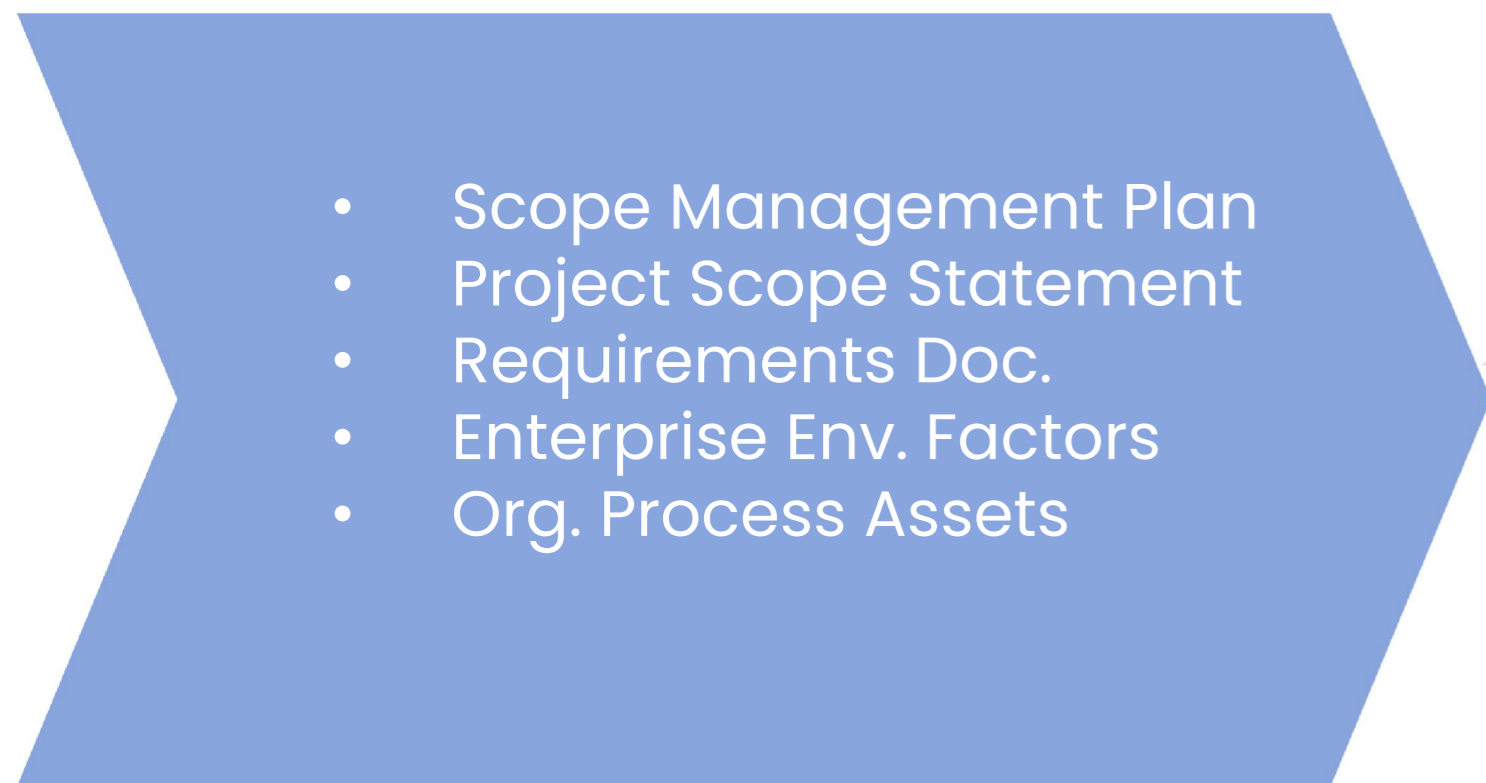 • Scope Management Plan
• Project Scope Statement
• Requirements Doc.
• Enterprise Env. Factors
• Org. Process Assets